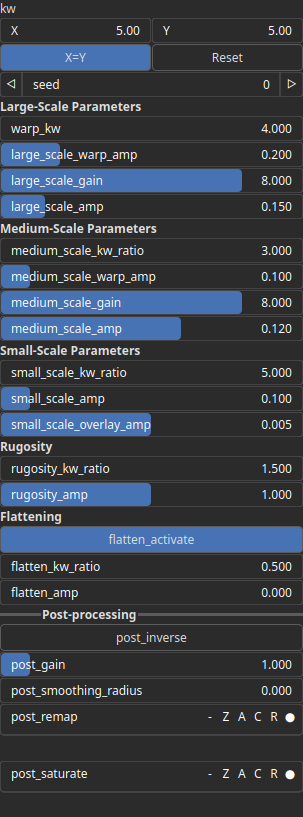 kw
X 5.00 Y 5.00
X=Y Reset
seed 0
Large-Scale Parameters
warp_kw 4.000
large_scale_warp_amp 0.200
large_scale_gain 8.000
large_scale_amp 0.150
Medium-Scale Parameters
medium_scale_kw_ratio 3.000
medium_scale_warp_amp 0.100
medium_scale_gain 8.000
medium_scale_amp 0.120
Small-Scale Parameters
small_scale_kw_ratio 5.000
small_scale_amp 0.100
small_scale_overlay_amp 0.005
Rugosity
rugosity_kw_ratio 1.500
rugosity_amp 1.000
Flattening
flatten_activate
flatten_kw_ratio 0.500
flatten_amp 0.000
Post-processing
post_inverse
post_gain 1.000
post_smoothing_radius 0.000
post_remap - Z A C R
post_saturate - Z A C R